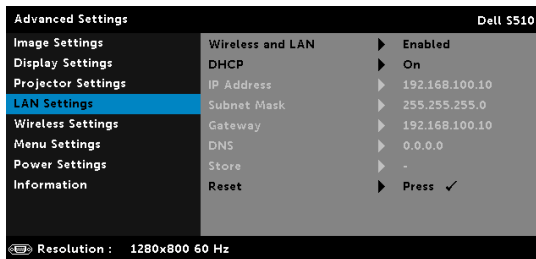 Advanced Settings Dell S510
Image Settings
Display Settings
Projector Settings
LAN Settings
Wireless Settings
Menu Settings
Power Settings
Information
Wireless and LAN Enabled
DHCP On
IP Address 192.168.100.10
Subnet Mask 255.255.255.0
Gateway 192.168.100.10
DNS 0.0.0.0
Store -
Reset Press ✓
Resolution : 1280x800 60 Hz